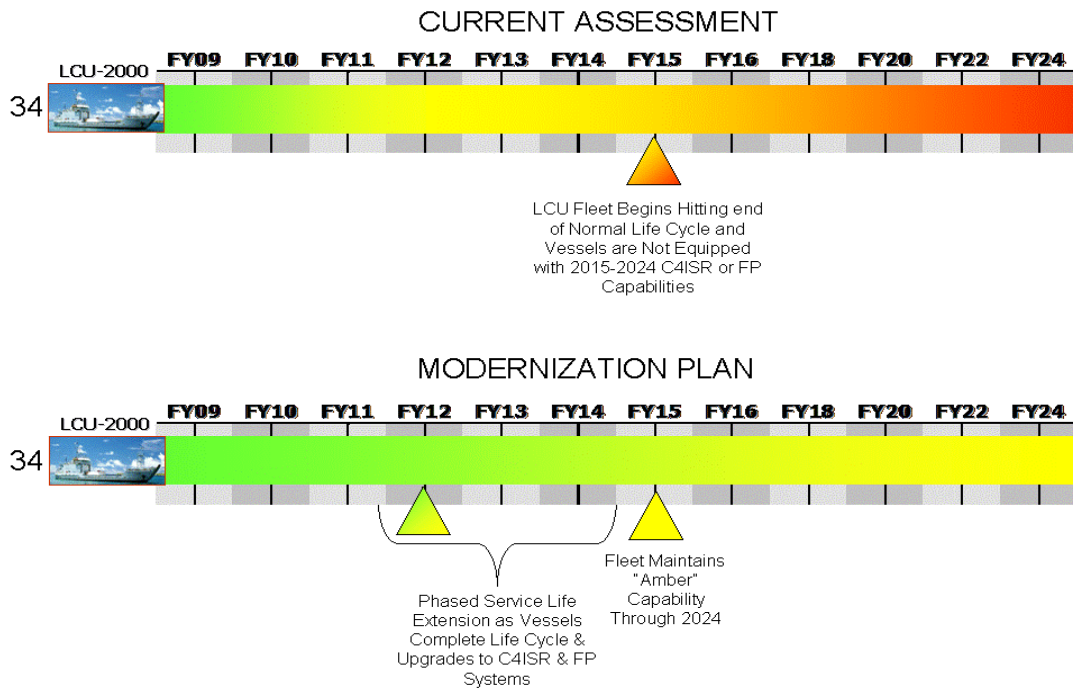 CURRENT ASSESSMENT
LCU-2000 FY09 FY10 FY11 FY12 FY13 FY14 FY15 FY16 FY18 FY20 FY22 FY24
34
LCU Fleet Begins Hitting end
of Normal Life Cycle and
Vessels are Not Equipped
with 2015-2024 C4ISR or FP
Capabilities
MODERNIZATION PLAN
LCU-2000 FY09 FY10 FY11 FY12 FY13 FY14 FY15 FY16 FY18 FY20 FY22 FY24
34
Phased Service Life
Extension as Vessels
Complete Life Cycle &
Upgrades to C4ISR & FP
Systems
Fleet Maintains
"Amber"
Capability
Through 2024